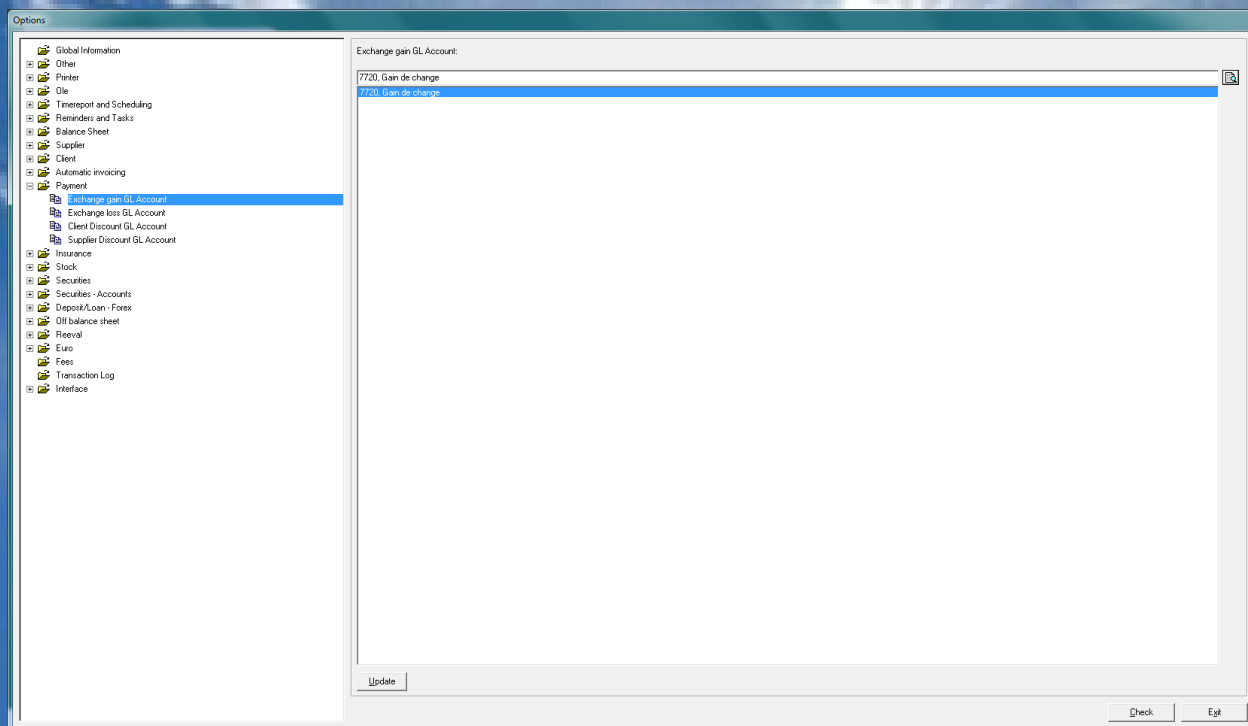 Options
Global Information
Other
Printer
Ole
Timereport and Scheduling
Reminders and Tasks
Balance Sheet
Supplier
Client
Automatic invoicing
Payment
Exchange gain GL Account
Exchange loss GL Account
Client Discount GL Account
Supplier Discount GL Account
Insurance
Stock
Securities
Securities - Accounts
Deposit/Loan - Forex
Off balance sheet
Reeval
Euro
Fees
Transaction Log
Interface
Exchange gain GL Account:
7720, Gain de change
7720, Gain de change
Update
Check
Exit